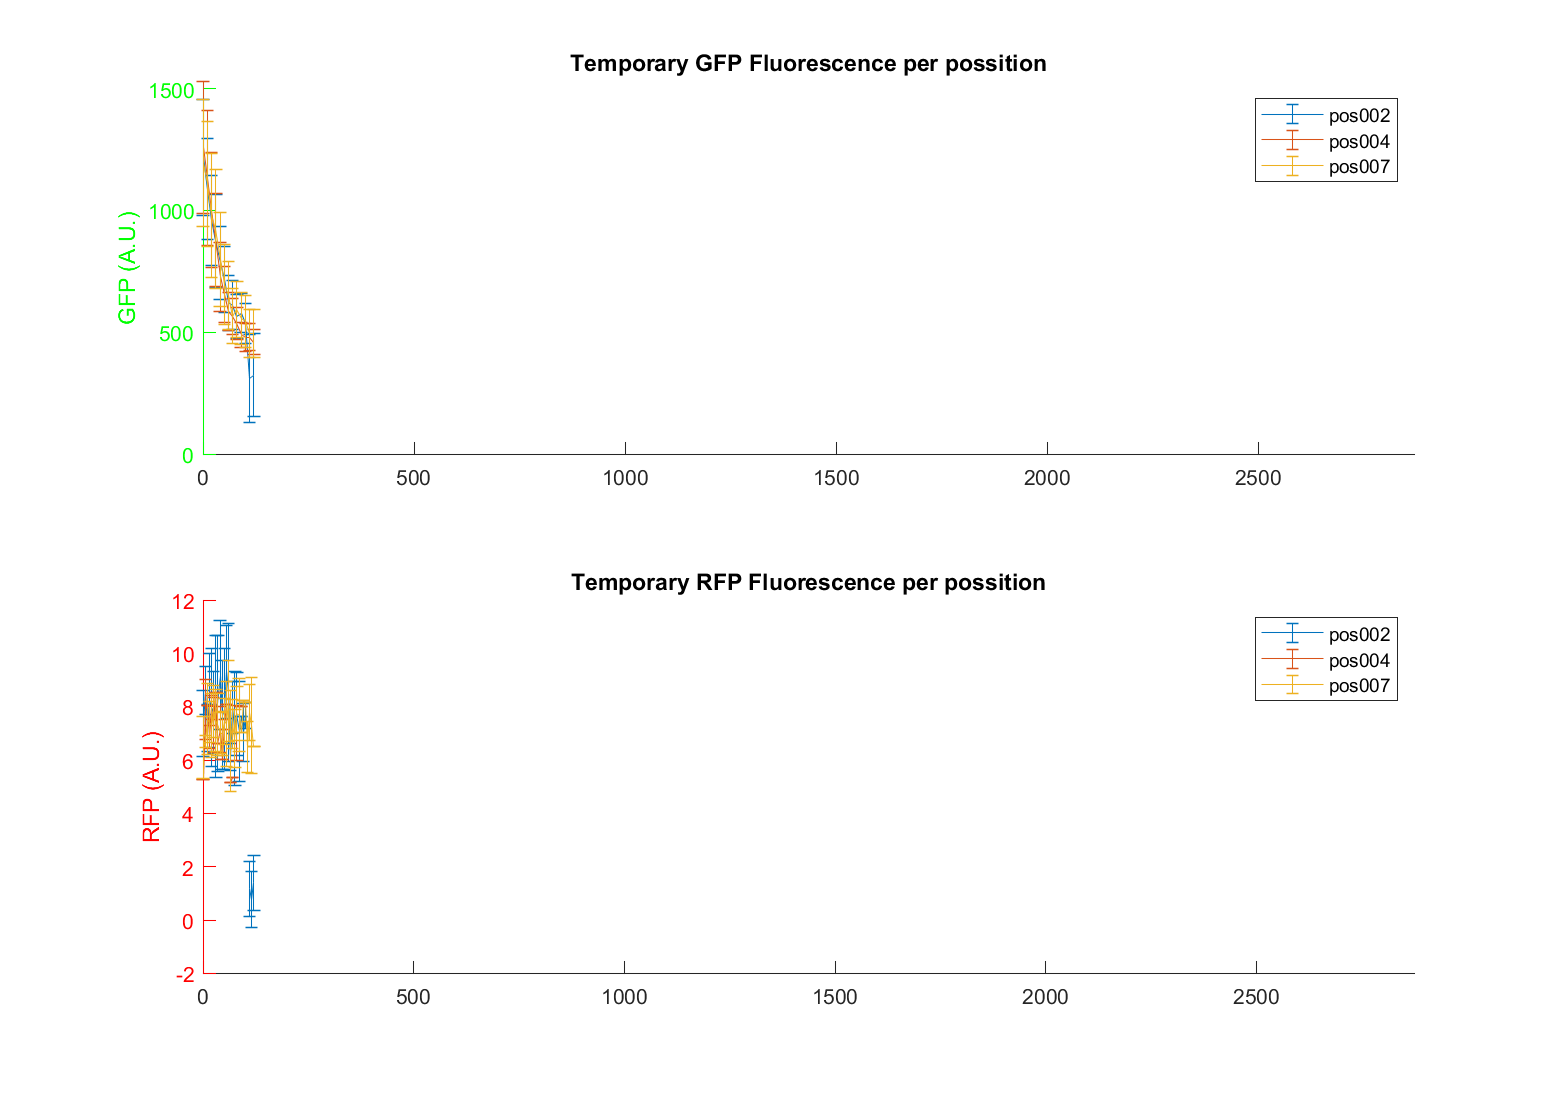 Temporary GFP Fluorescence per possition
1500
1000
500
0
GFP (A.U.)
pos002
pos004
pos007
0 500 1000 1500 2000 2500
Temporary RFP Fluorescence per possition
12
10
8
6
4
2
0
-2
RFP (A.U.)
pos002
pos004
pos007
0 500 1000 1500 2000 2500